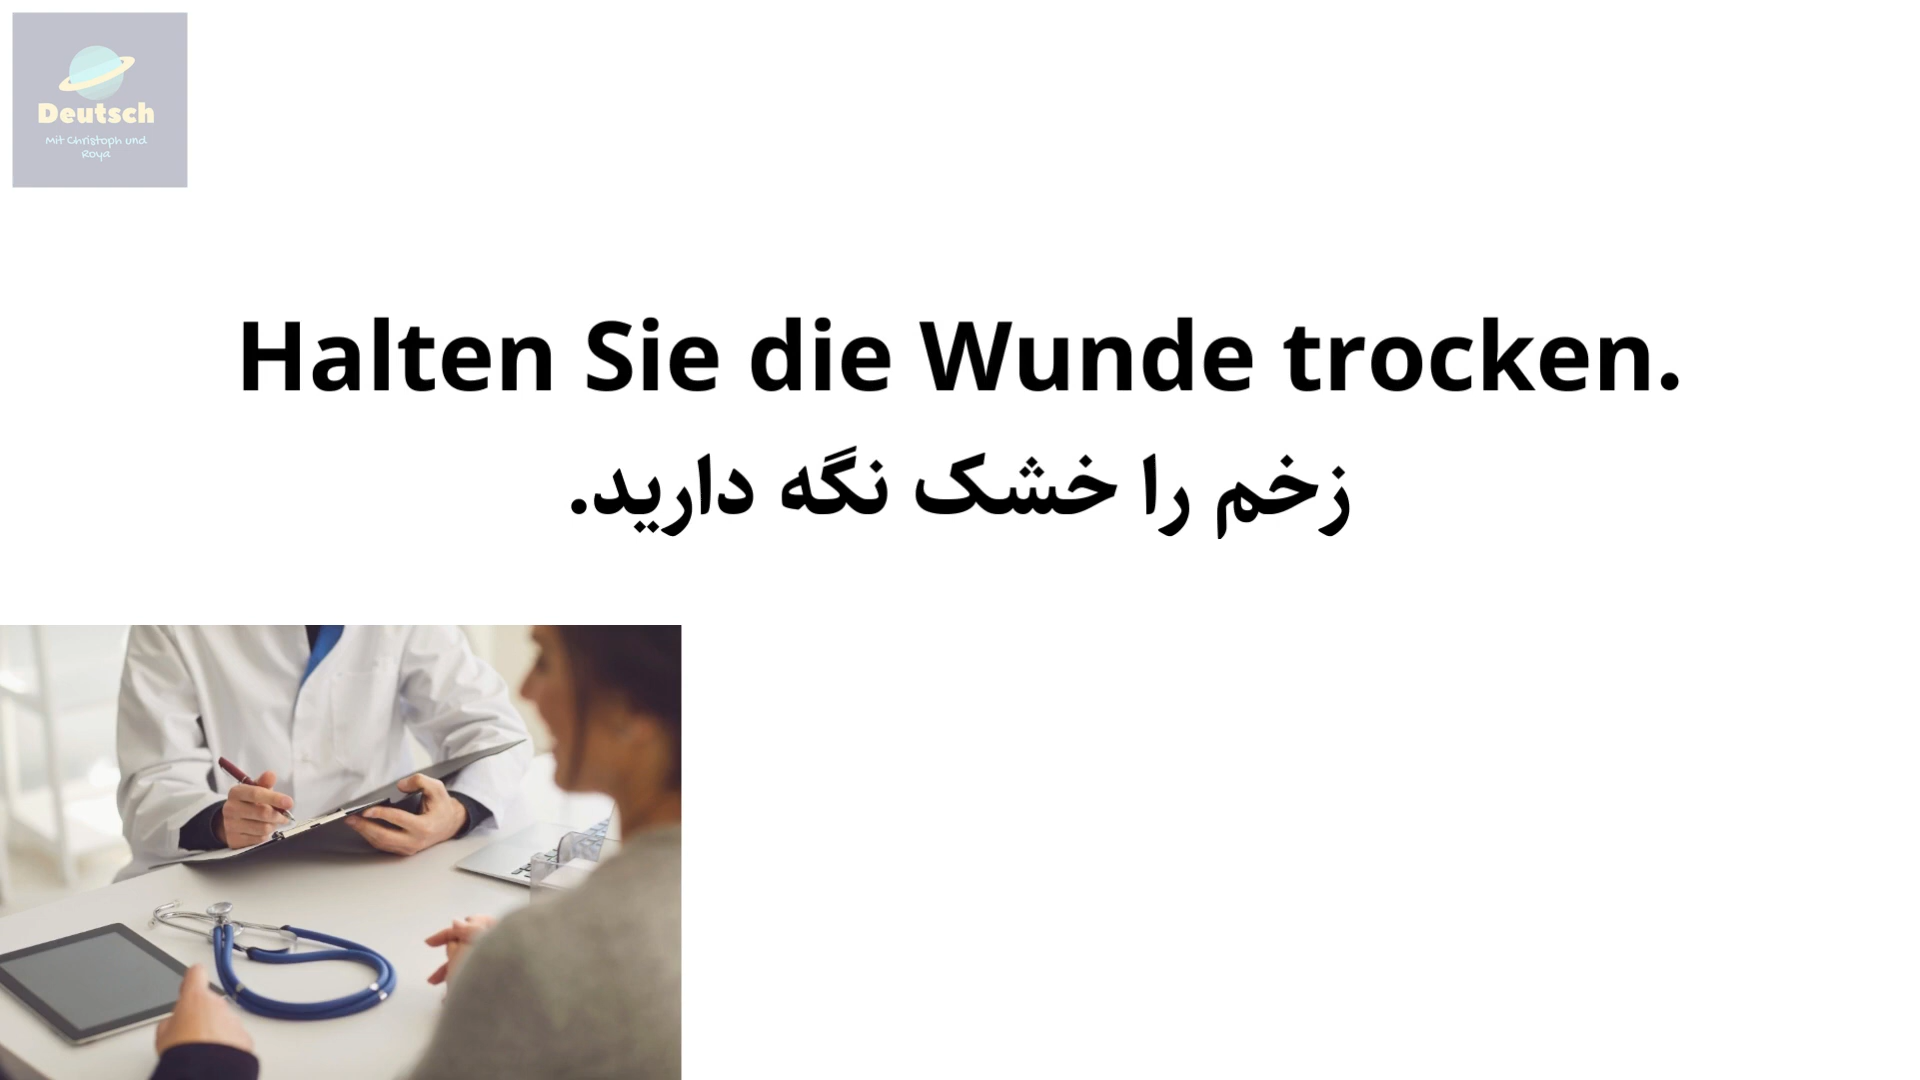 Deutsch
Mit Christoph und
Roya
Halten Sie die Wunde trocken.
زخم را خشک نگه دارید.